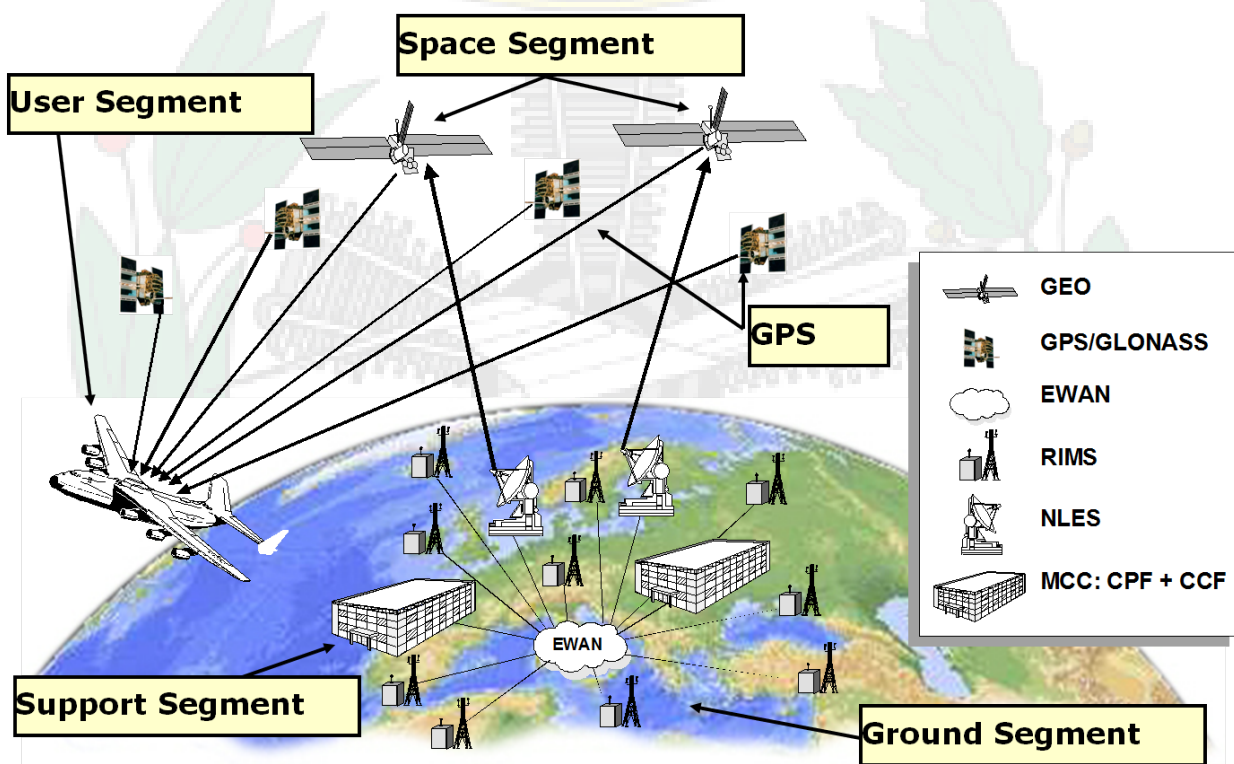 Space Segment
User Segment
GPS
GEO
GPS/GLONASS
EWAN
RIMS
NLES
MCC: CPF + CCF
EWAN
Support Segment
Ground Segment